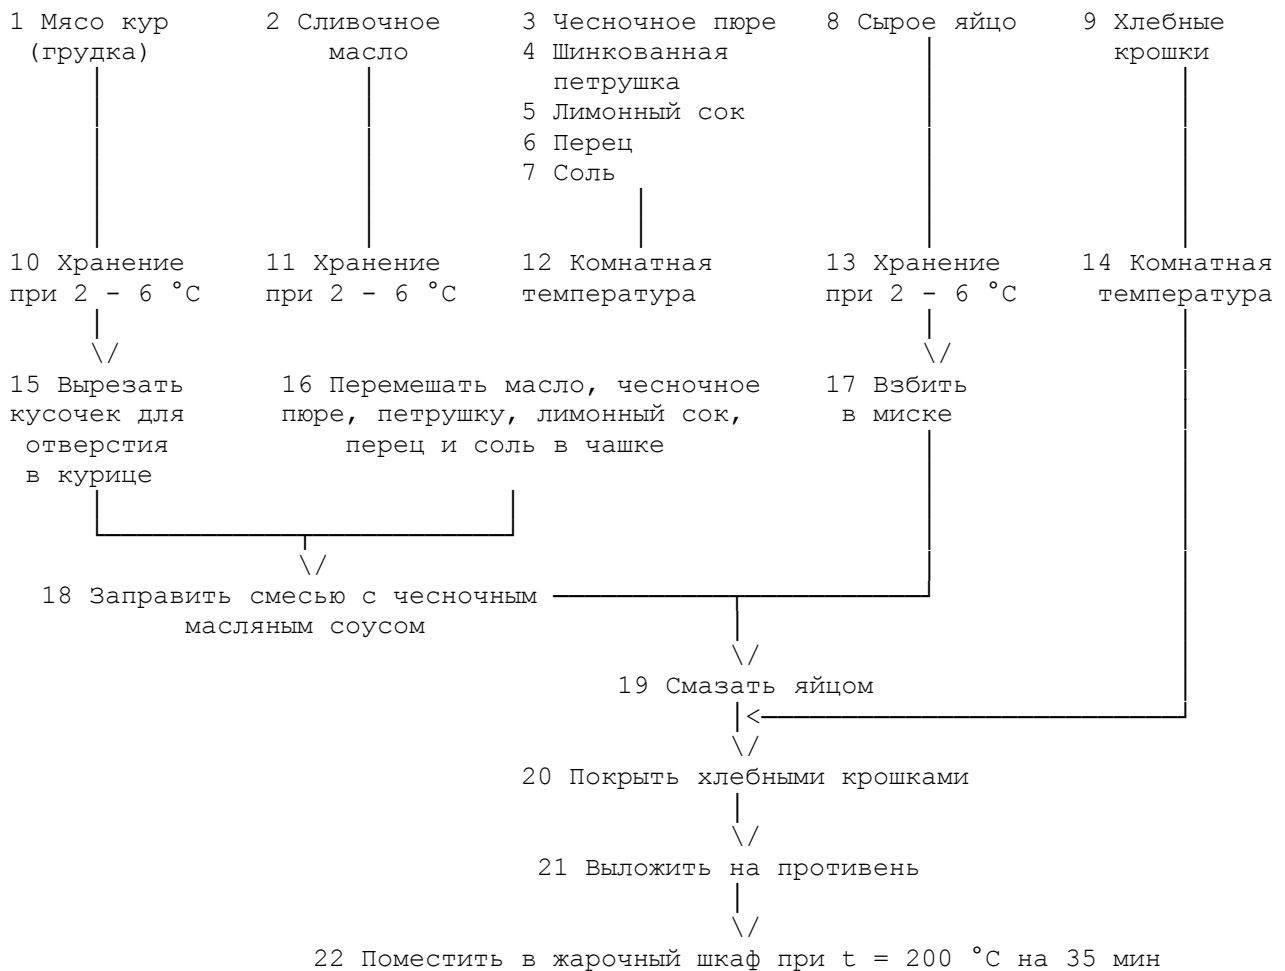 1 Мясо кур
(грудка)
2 Сливочное
масло
3 Чесночное пюре
4 Шинкованная
петрушка
5 Лимонный сок
6 Перец
7 Соль
8 Сырое яйцо
9 Хлебные
крошки
10 Хранение
при 2 - 6 °C
11 Хранение
при 2 - 6 °C
12 Комнатная
температура
13 Хранение
при 2 - 6 °C
14 Комнатная
температура
15 Вырезать
кусочек для
отверстия
в курице
16 Перемешать масло, чесночное
пюре, петрушку, лимонный сок,
перец и соль в чашке
17 Взбить
в миске
18 Заправить смесью с чесночным
масляным соусом
19 Смазать яйцом
20 Покрыть хлебными крошками
21 Выложить на противень
22 Поместить в жарочный шкаф при t = 200 °C на 35 мин